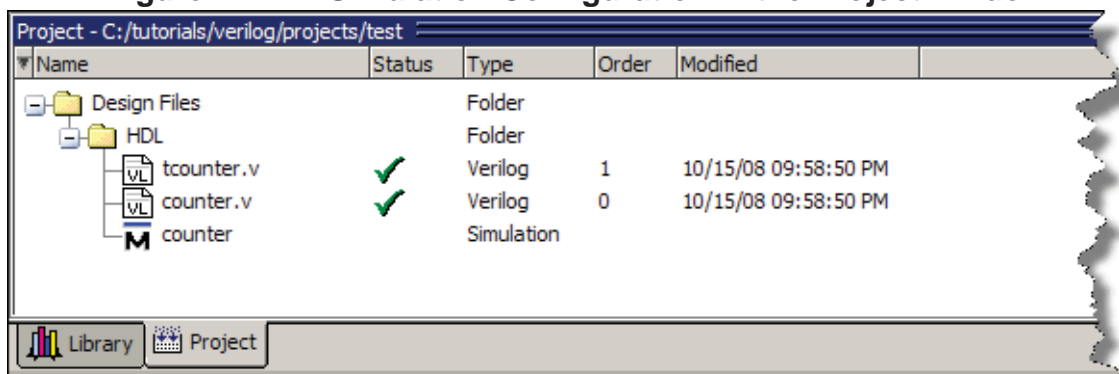 Project - C:/tutorials/verilog/projects/test
Name Status Type Order Modified
Design Files Folder
HDL Folder
tcounter.v Verilog 1 10/15/08 09:58:50 PM
counter.v Verilog 0 10/15/08 09:58:50 PM
counter Simulation
Library Project